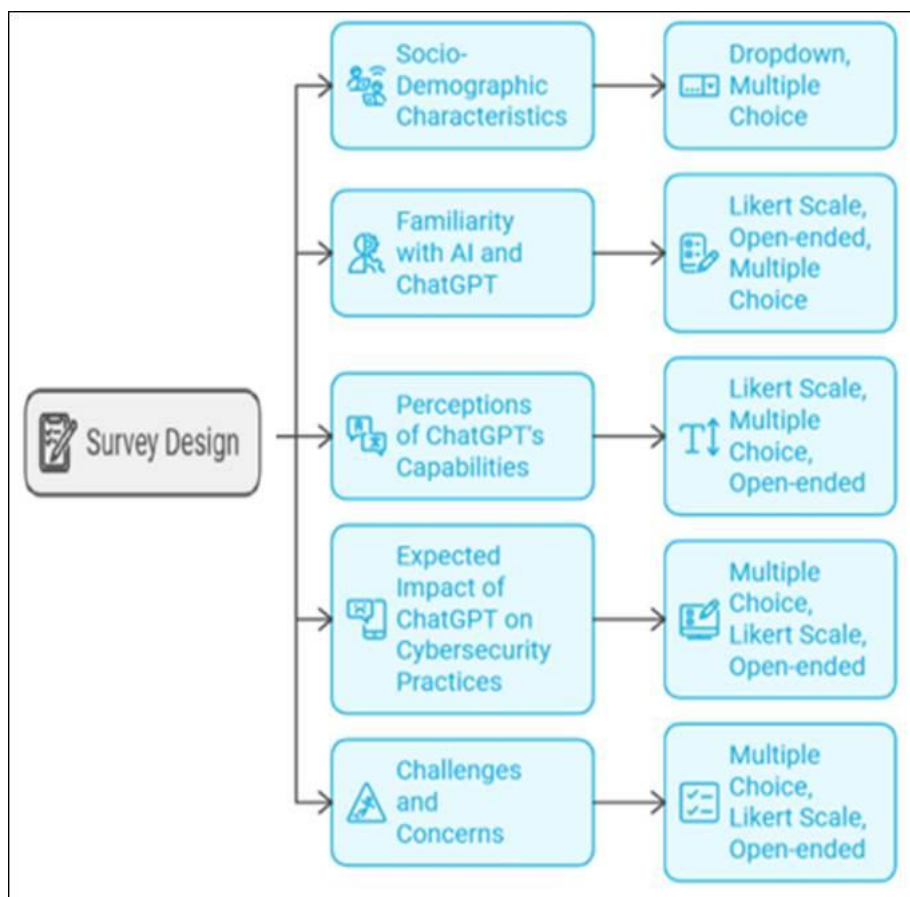 Survey Design
Socio-
Demographic
Characteristics
Dropdown,
Multiple
Choice
Familiarity
with AI and
ChatGPT
Likert Scale,
Open-ended,
Multiple
Choice
Perceptions
of ChatGPT's
Capabilities
Likert Scale,
Multiple
Choice,
Open-ended
Expected
Impact of
ChatGPT on
Cybersecurity
Practices
Multiple
Choice,
Likert Scale,
Open-ended
Challenges
and
Concerns
Multiple
Choice,
Likert Scale,
Open-ended